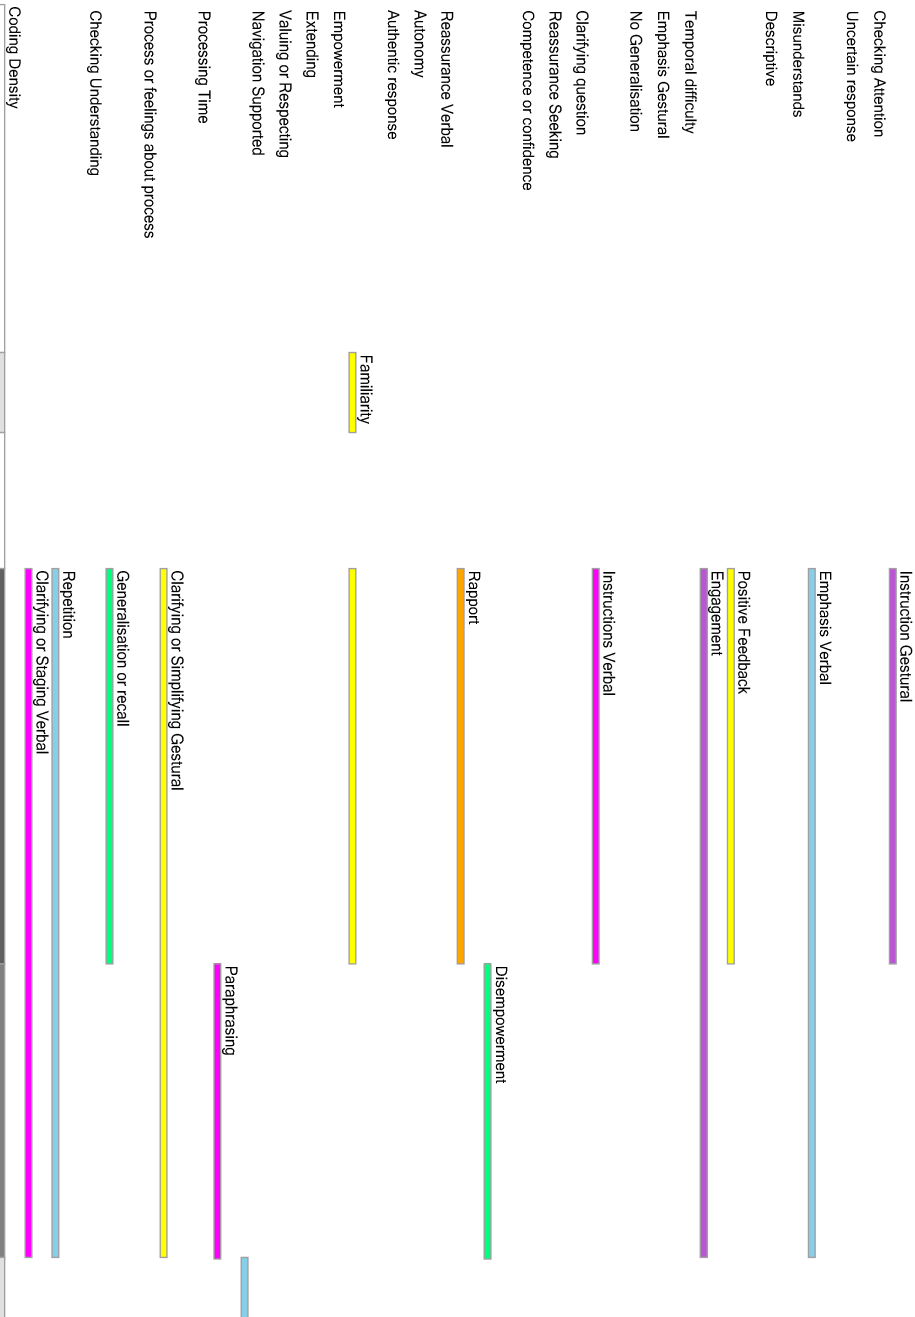 Coding Density
Clarifying or Staging Verbal
Repetition
Checking Understanding
Generalisation or recall
Process or feelings about process
Clarifying or Simplifying Gestural
Processing Time
Paraphrasing
Navigation Supported
Valuing or Respecting
Extending
Empowerment
Familiarity
Authentic response
Autonomy
Reassurance Verbal
Rapport
Disempowerment
Competence or confidence
Reassurance Seeking
Clarifying question
Instructions Verbal
No Generalisation
Emphasis Gestural
Temporal difficulty
Engagement
Positive Feedback
Descriptive
Misunderstands
Emphasis Verbal
Uncertain response
Checking Attention
Instruction Gestural